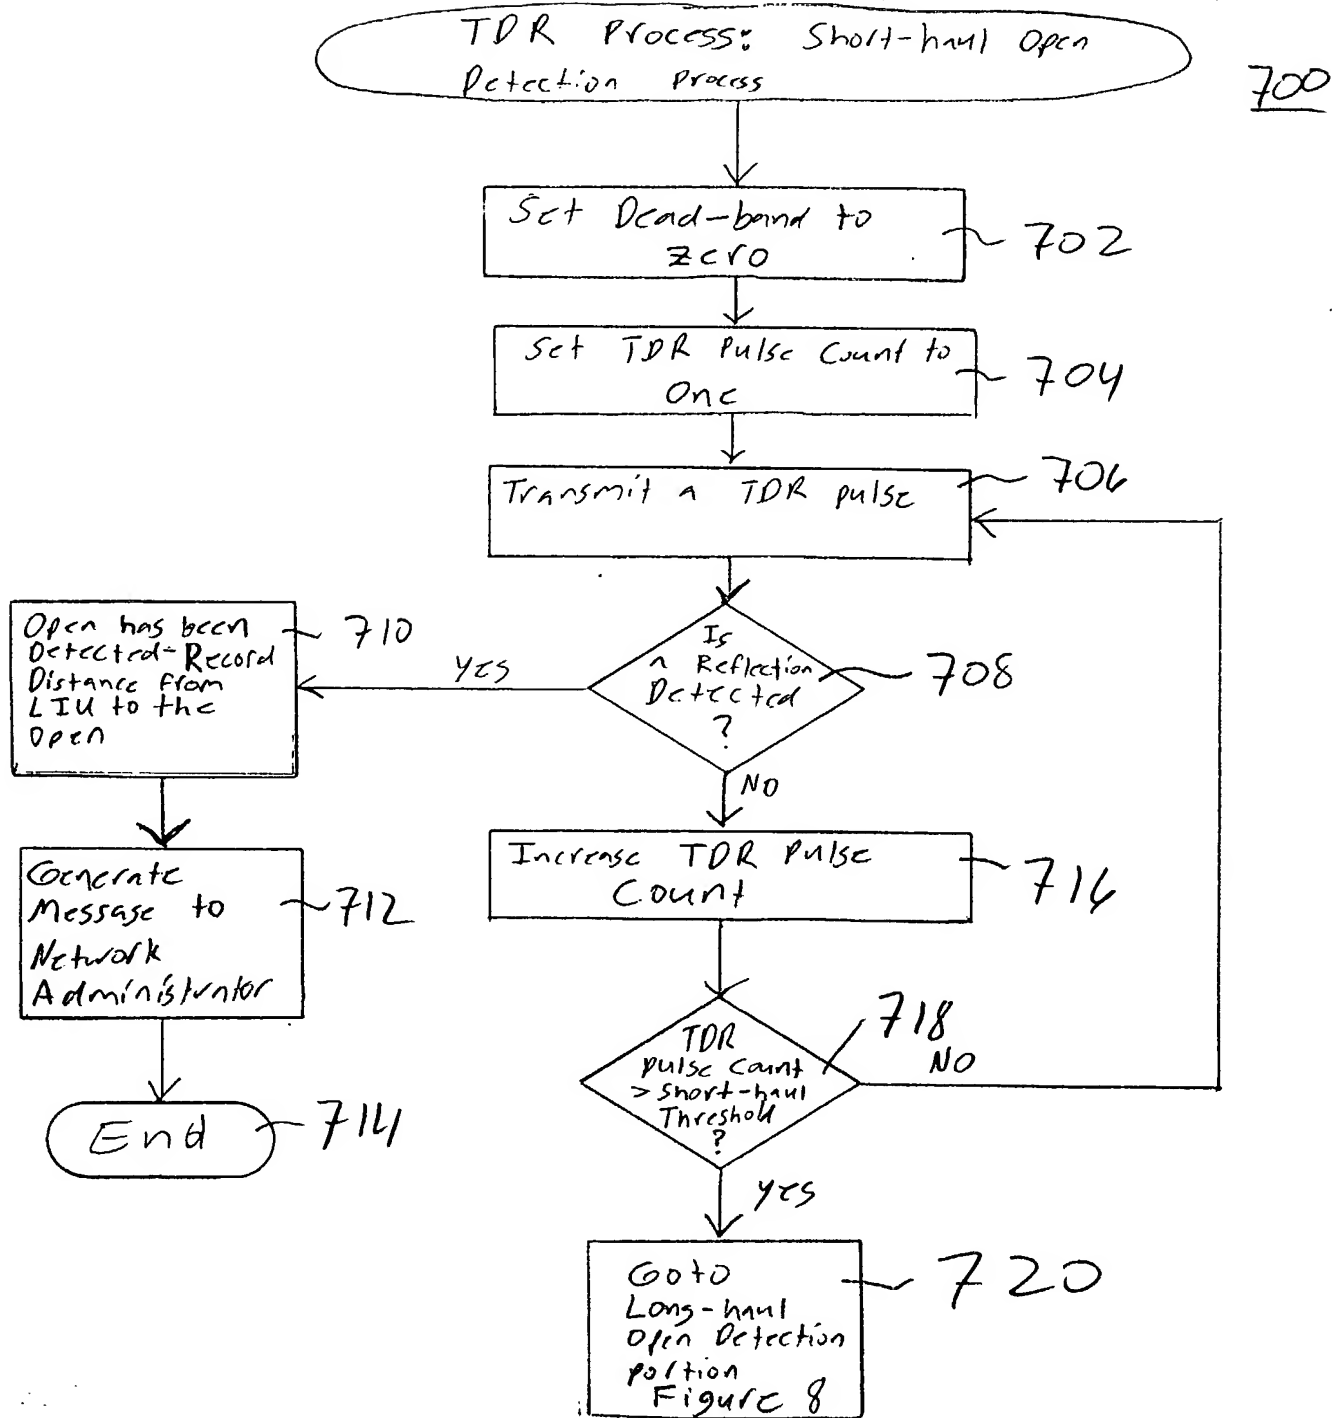 TDR Process: Short-haul Open
Detection Process
700
Set Dead-band to
zero
702
Set TDR Pulse Count to
One
704
Transmit a TDR pulse
706
Is
a Reflection
Detected
?
708
YES
Open has been
Detected-Record
Distance from
LIU to the
Open
710
NO
Generate
Message to
Network
Administrator
712
Increase TDR Pulse
Count
716
End
714
TDR
pulse count
> short-haul
Threshold
?
718
NO
yes
Goto
Long-haul
Open Detection
portion
Figure 8
720